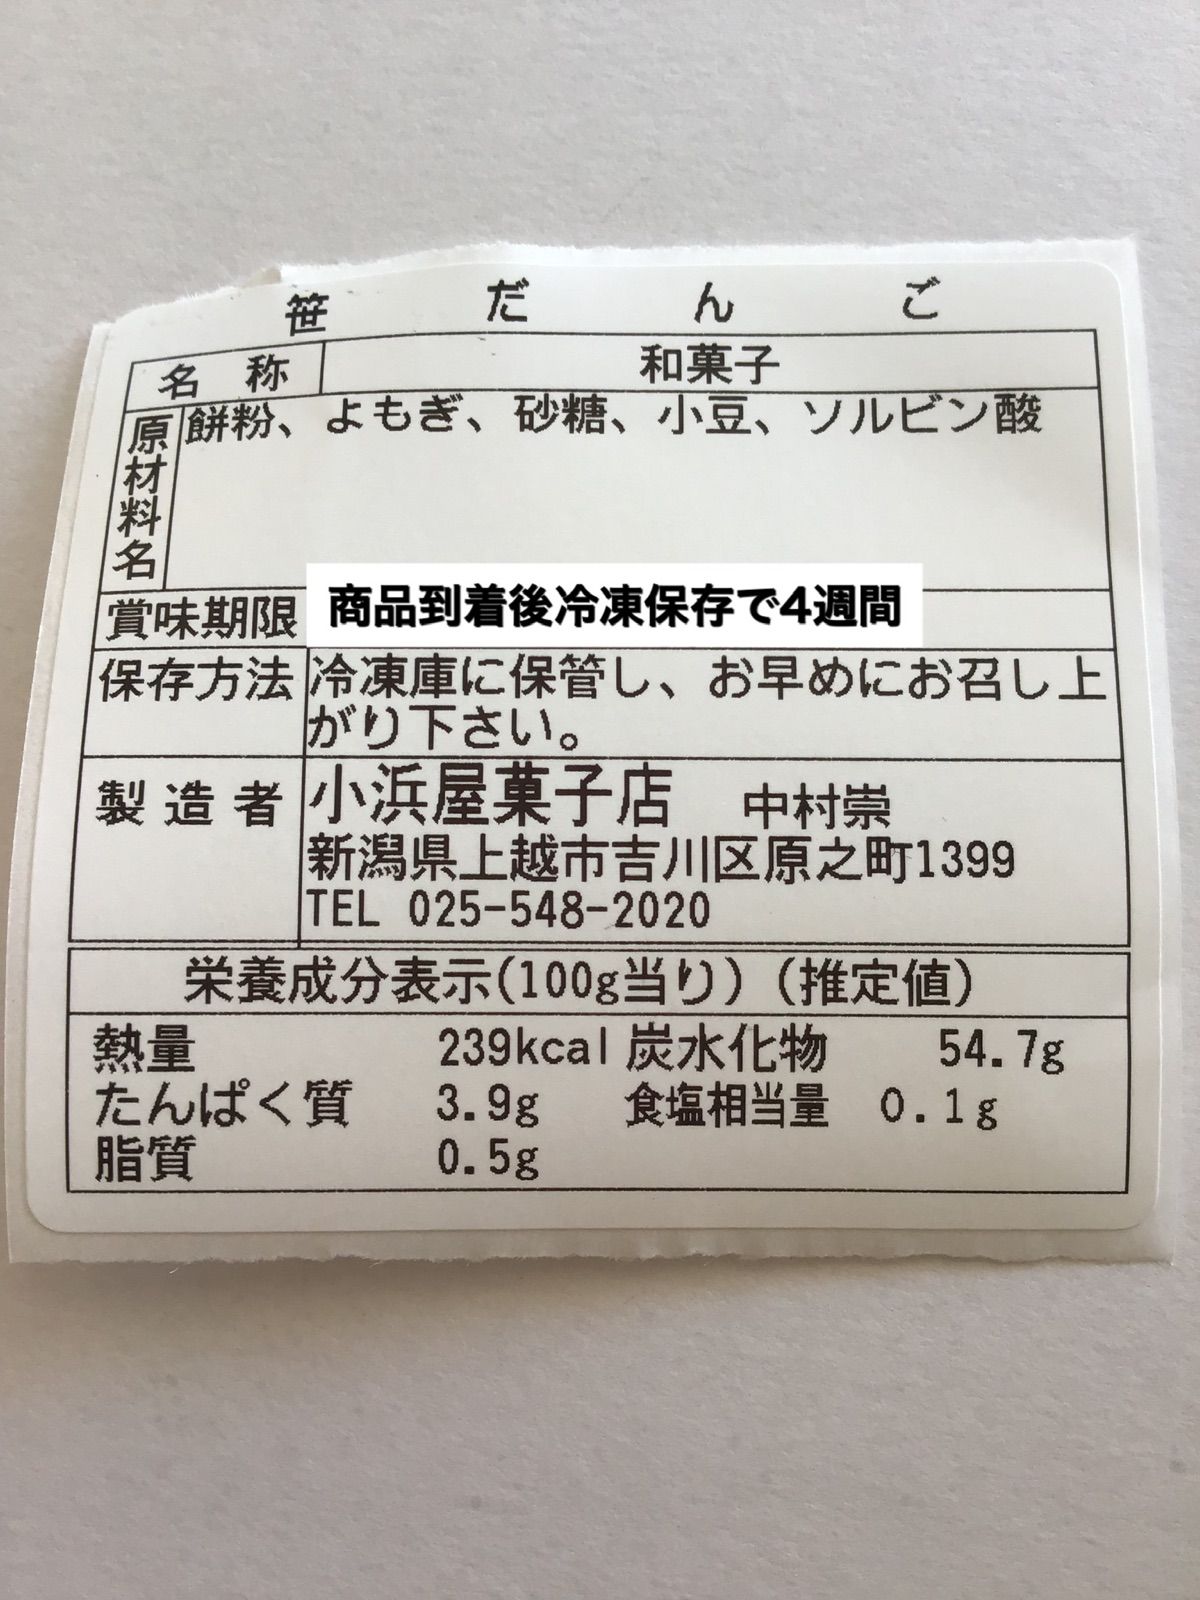 笹だんご
名称 和菓子
原材料名 餅粉、よもぎ、砂糖、小豆、ソルビン酸
賞味期限 商品到着後冷凍保存で4週間
保存方法 冷凍庫に保管し、お早めにお召し上
がり下さい。
製造者 小浜屋菓子店 中村崇
新潟県上越市吉川区原之町1399
TEL 025-548-2020
栄養成分表示(100g当り)(推定値)
熱量 239kcal 炭水化物 54.7g
たんぱく質 3.9g 食塩相当量 0.1g
脂質 0.5g